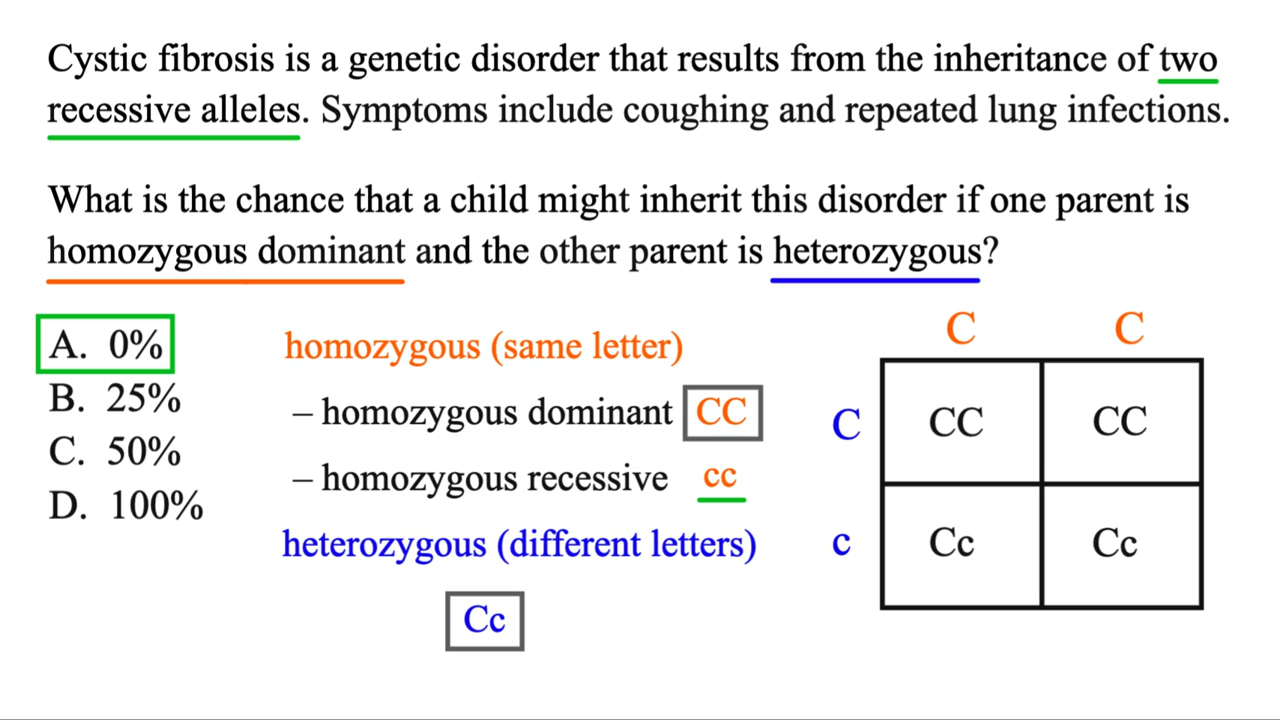 Cystic fibrosis is a genetic disorder that results from the inheritance of two
recessive alleles. Symptoms include coughing and repeated lung infections.
What is the chance that a child might inherit this disorder if one parent is
homozygous dominant and the other parent is heterozygous?
A. 0%
B. 25%
C. 50%
D. 100%
homozygous (same letter)
– homozygous dominant CC
– homozygous recessive cc
heterozygous (different letters)
Cc
C C
C CC CC
c Cc Cc